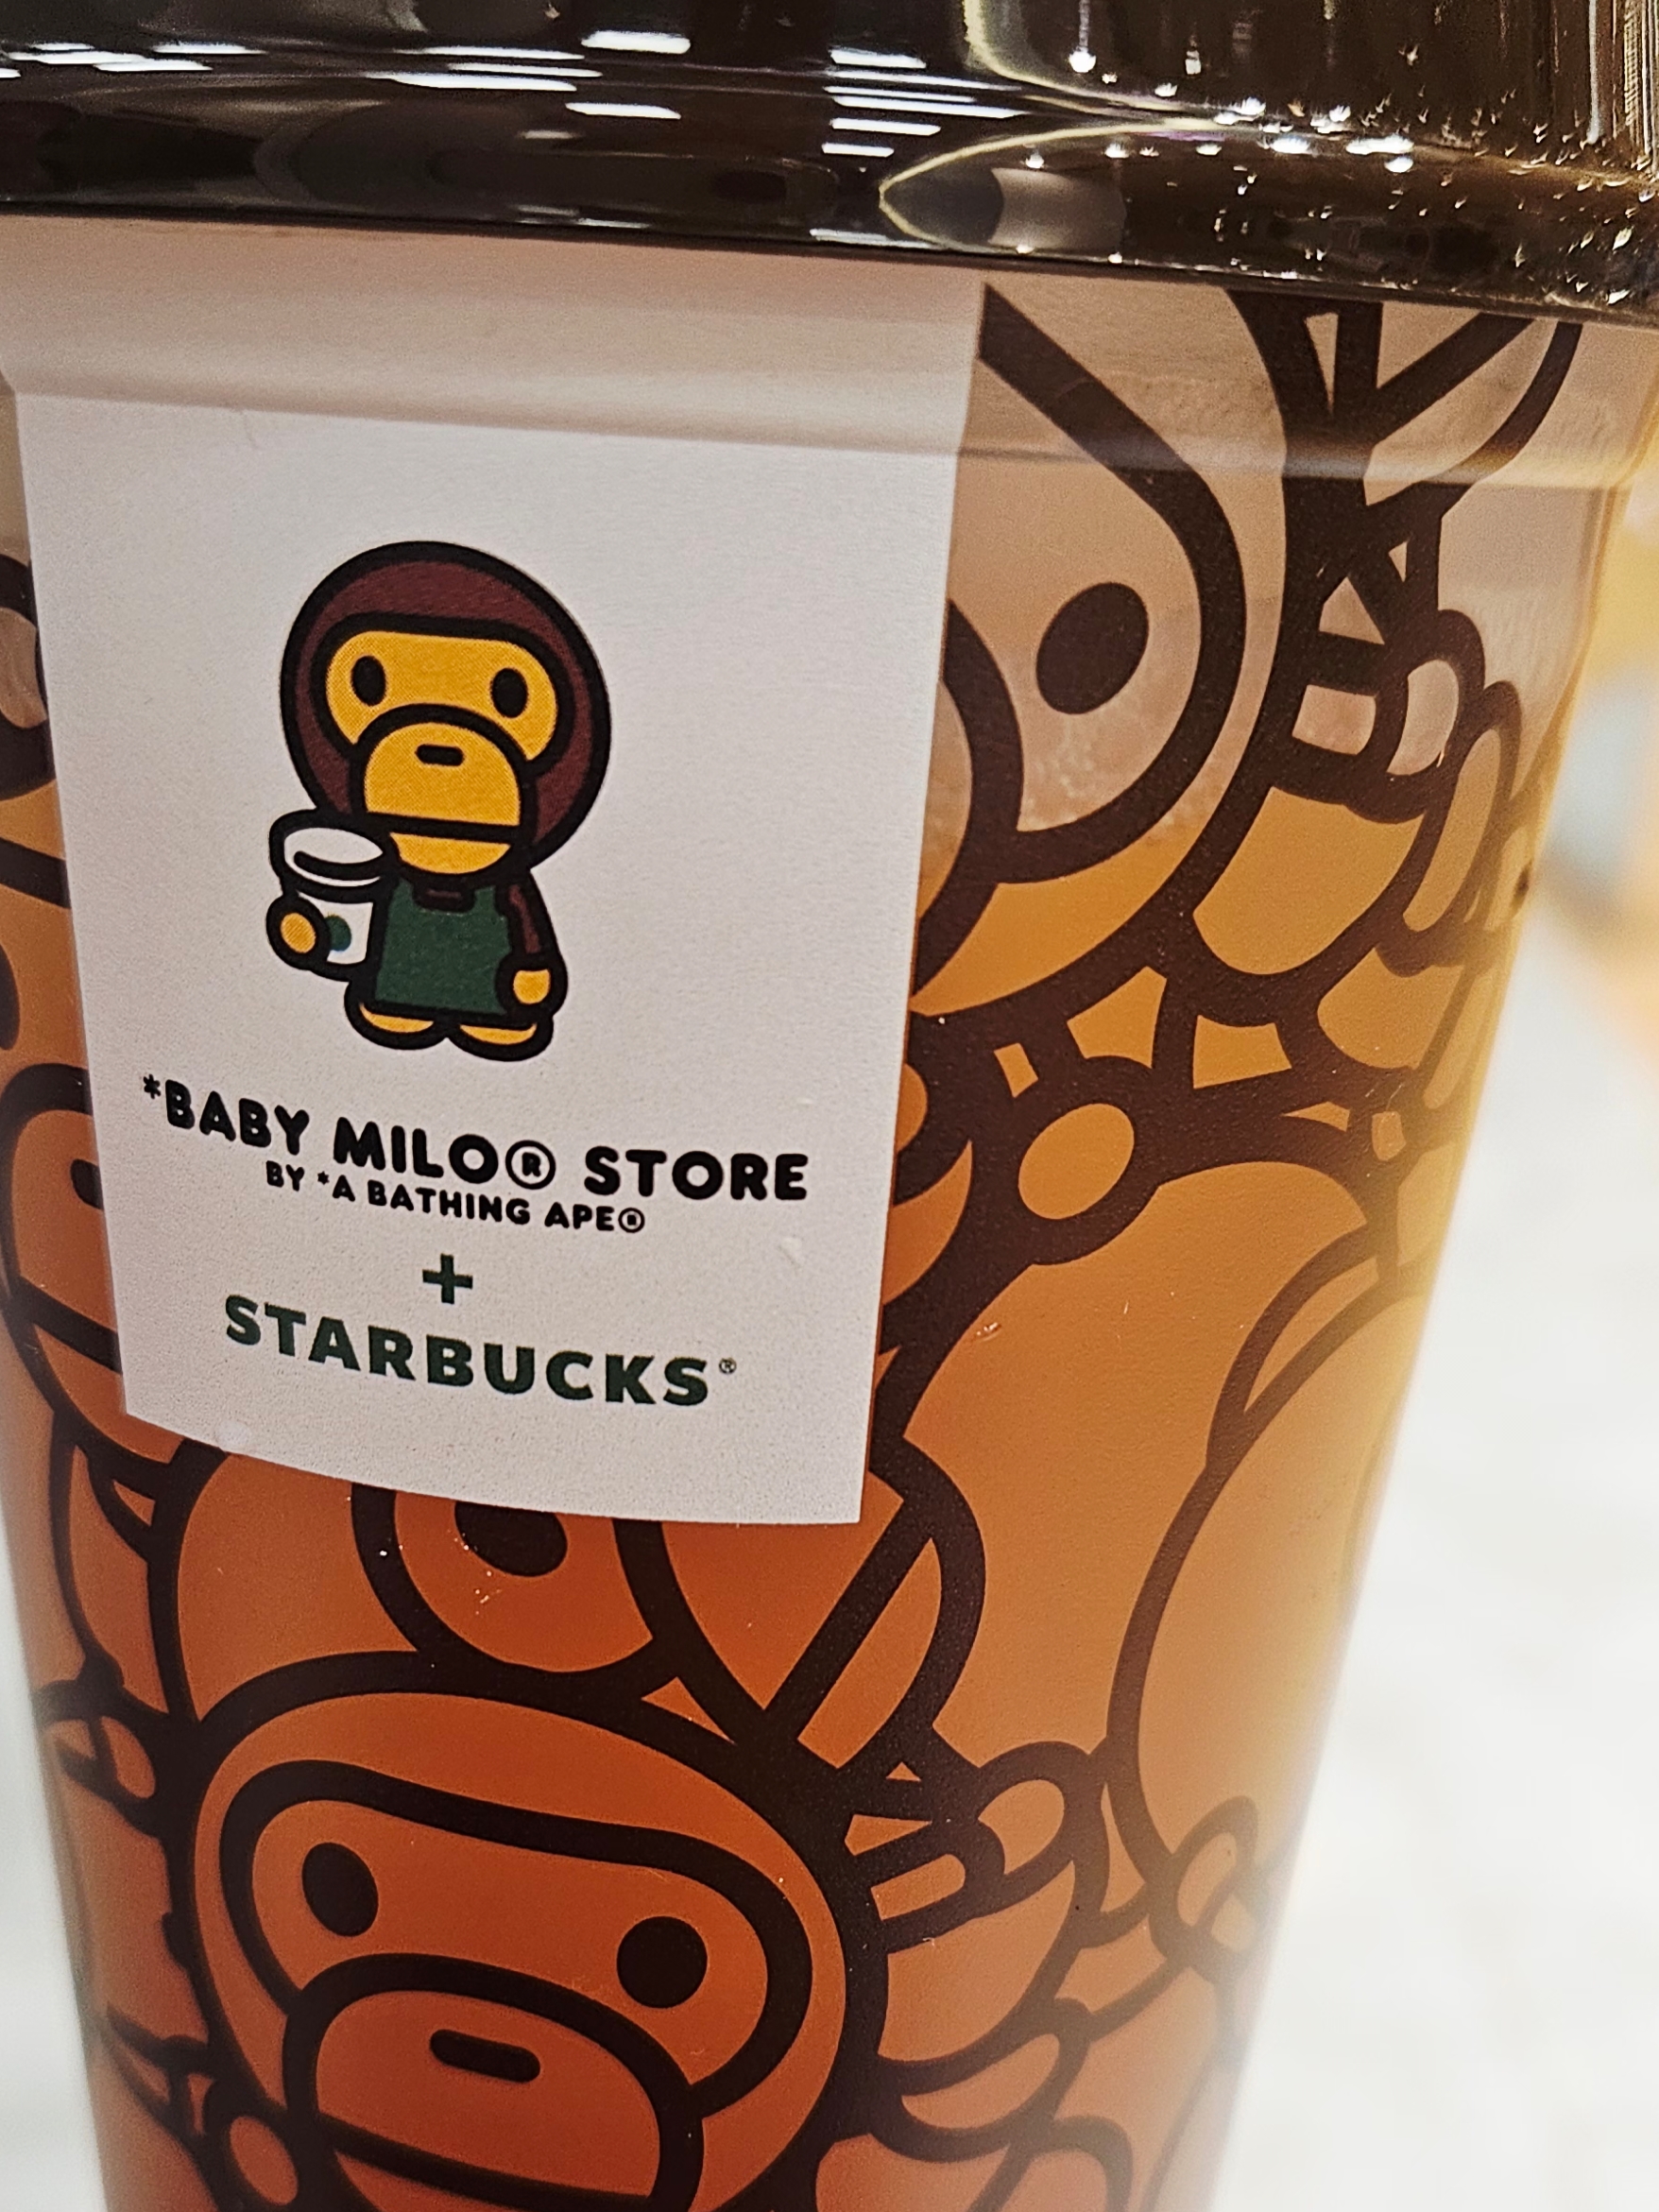 *BABY MILO® STORE
BY *A BATHING APE®
+
STARBUCKS®